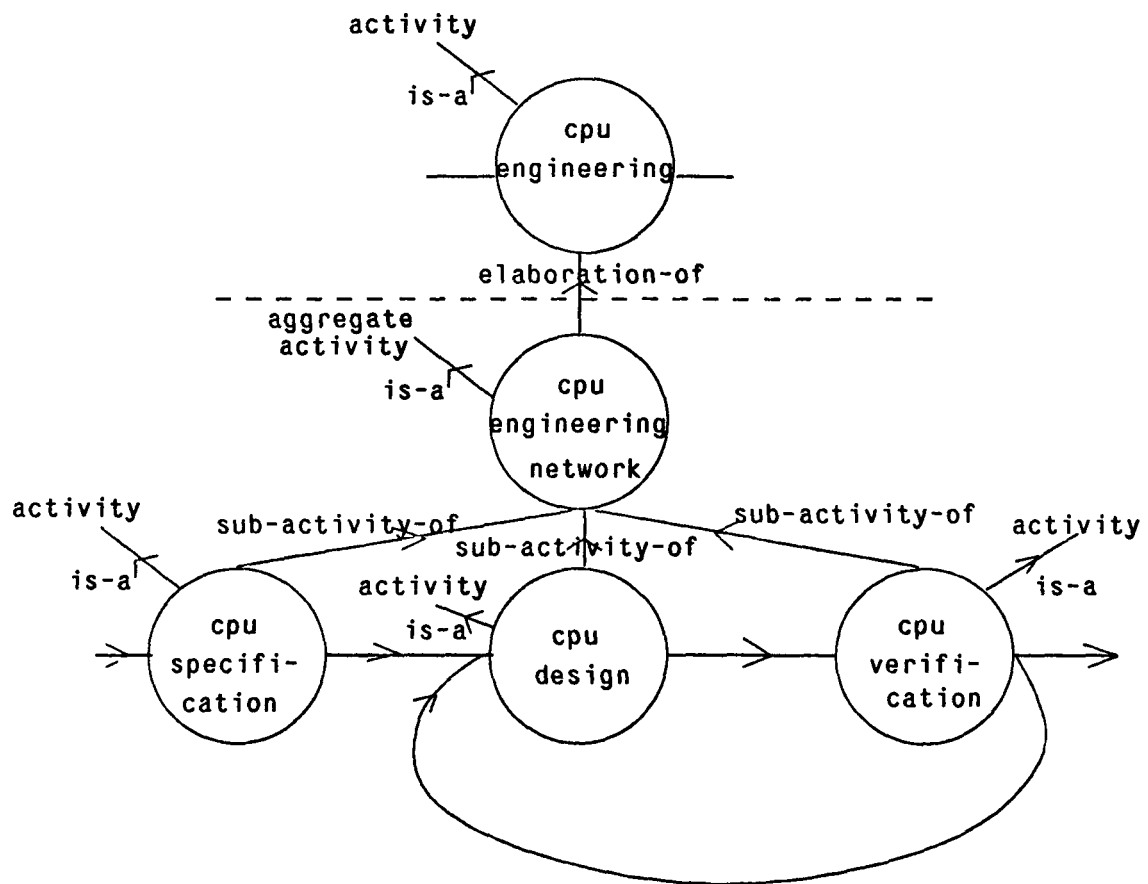 activity
is-a
cpu
engineering
elaboration-of
aggregate
activity
is-a
cpu
engineering
network
activity
sub-activity-of
sub-activity-of
sub-activity-of
activity
is-a
activity
is-a
is-a
cpu
specifi-
cation
cpu
design
cpu
verifi-
cation